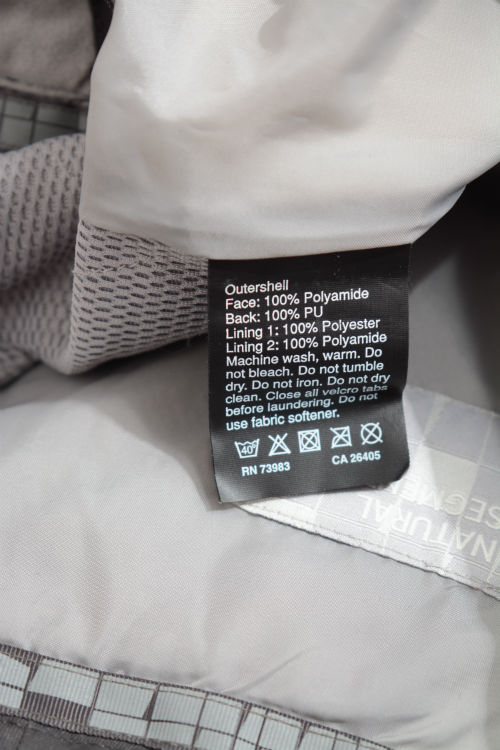 Outershell
Face: 100% Polyamide
Back: 100% PU
Lining 1: 100% Polyester
Lining 2: 100% Polyamide
Machine wash, warm. Do
not bleach. Do not tumble
dry. Do not iron. Do not dry
clean. Close all velcro tabs
before laundering. Do not
use fabric softener.
40°
RN 73983 CA 26405
NATURAL